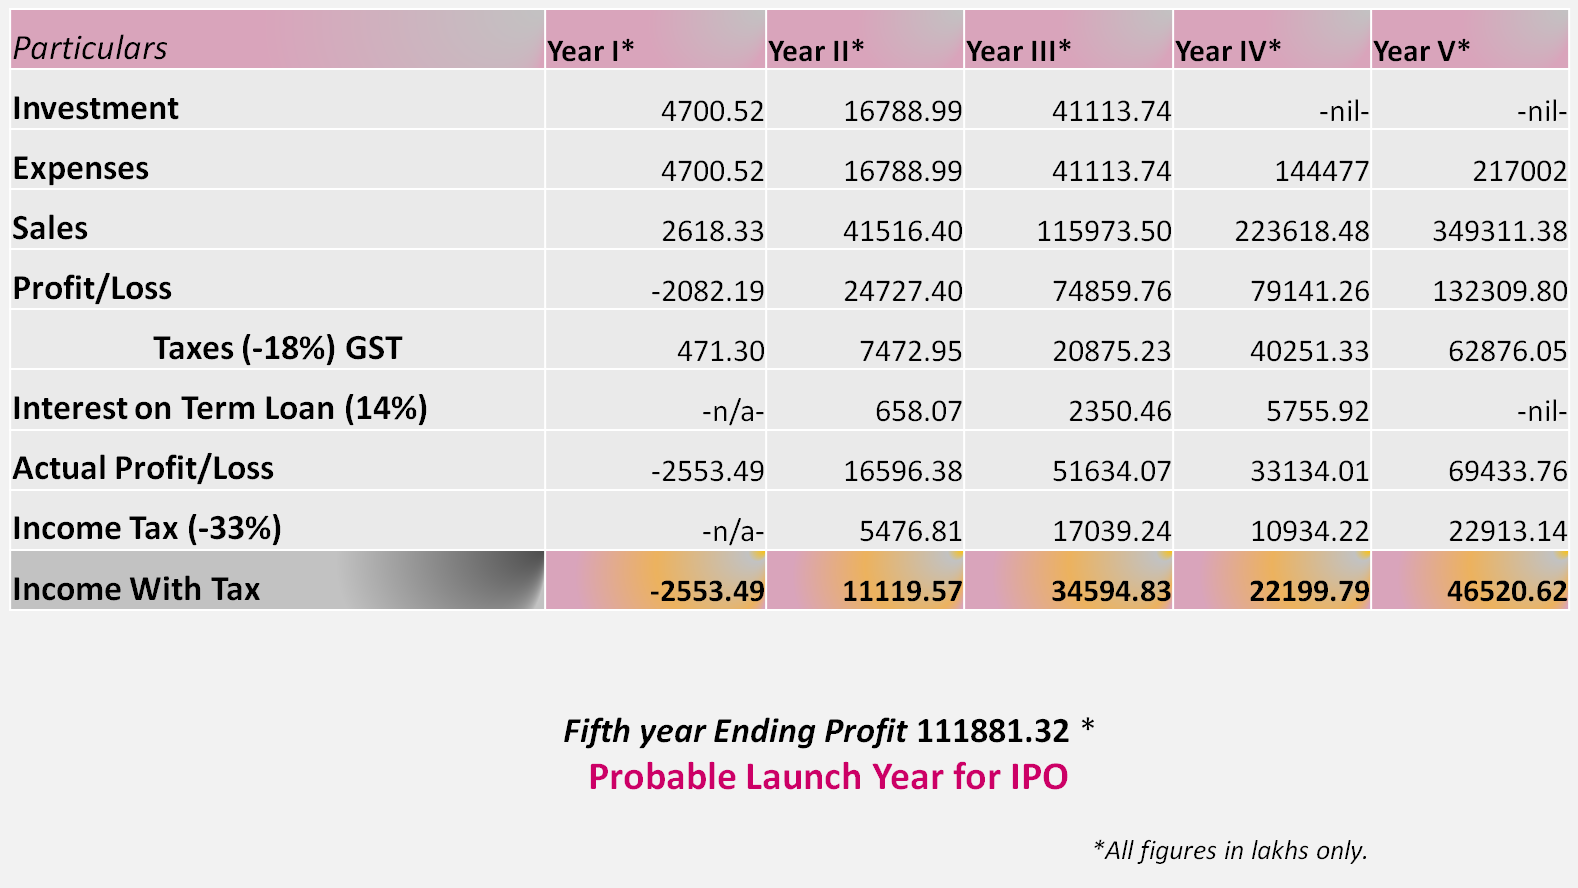 Particulars Year I* Year II* Year III* Year IV* Year V*
Investment 4700.52 16788.99 41113.74 -nil- -nil-
Expenses 4700.52 16788.99 41113.74 144477 217002
Sales 2618.33 41516.40 115973.50 223618.48 349311.38
Profit/Loss -2082.19 24727.40 74859.76 79141.26 132309.80
Taxes (-18%) GST 471.30 7472.95 20875.23 40251.33 62876.05
Interest on Term Loan (14%) -n/a- 658.07 2350.46 5755.92 -nil-
Actual Profit/Loss -2553.49 16596.38 51634.07 33134.01 69433.76
Income Tax (-33%) -n/a- 5476.81 17039.24 10934.22 22913.14
Income With Tax -2553.49 11119.57 34594.83 22199.79 46520.62
Fifth year Ending Profit 111881.32 *
Probable Launch Year for IPO
*All figures in lakhs only.